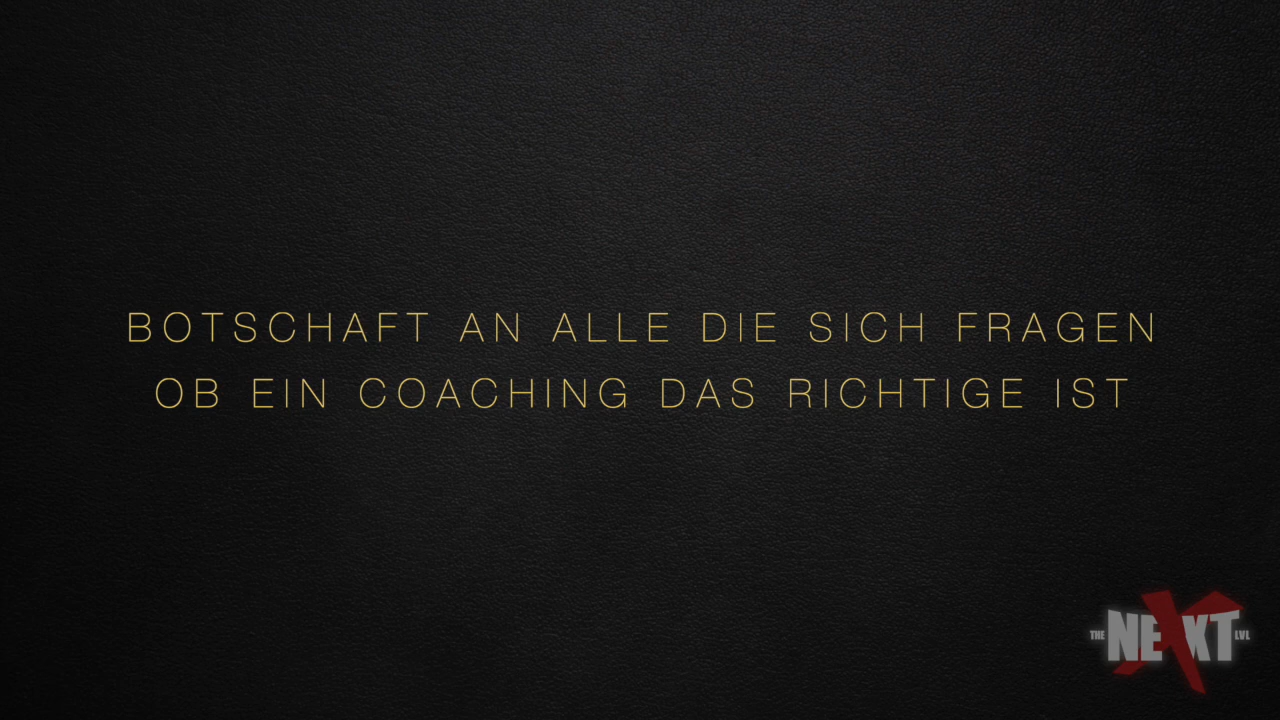 BOTSCHAFT AN ALLE DIE SICH FRAGEN
OB EIN COACHING DAS RICHTIGE IST
THE NEXT LVL